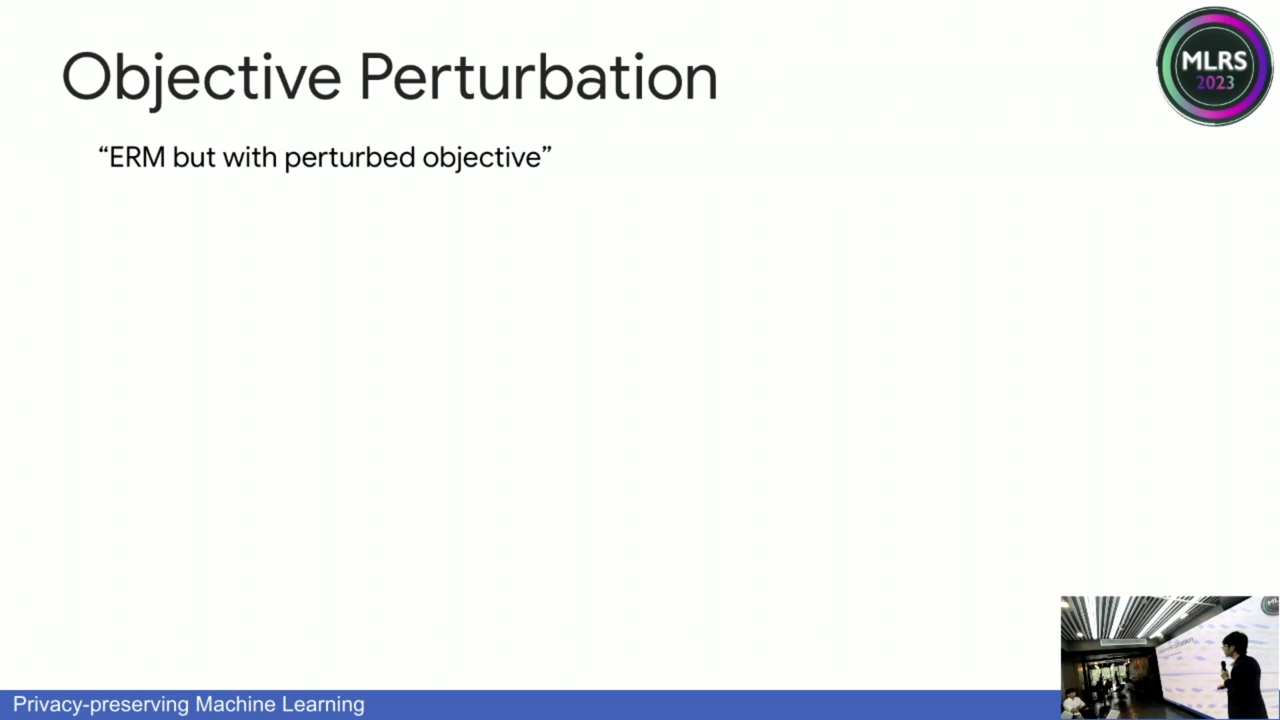 Objective Perturbation
MLRS
2023
“ERM but with perturbed objective”
Privacy-preserving Machine Learning